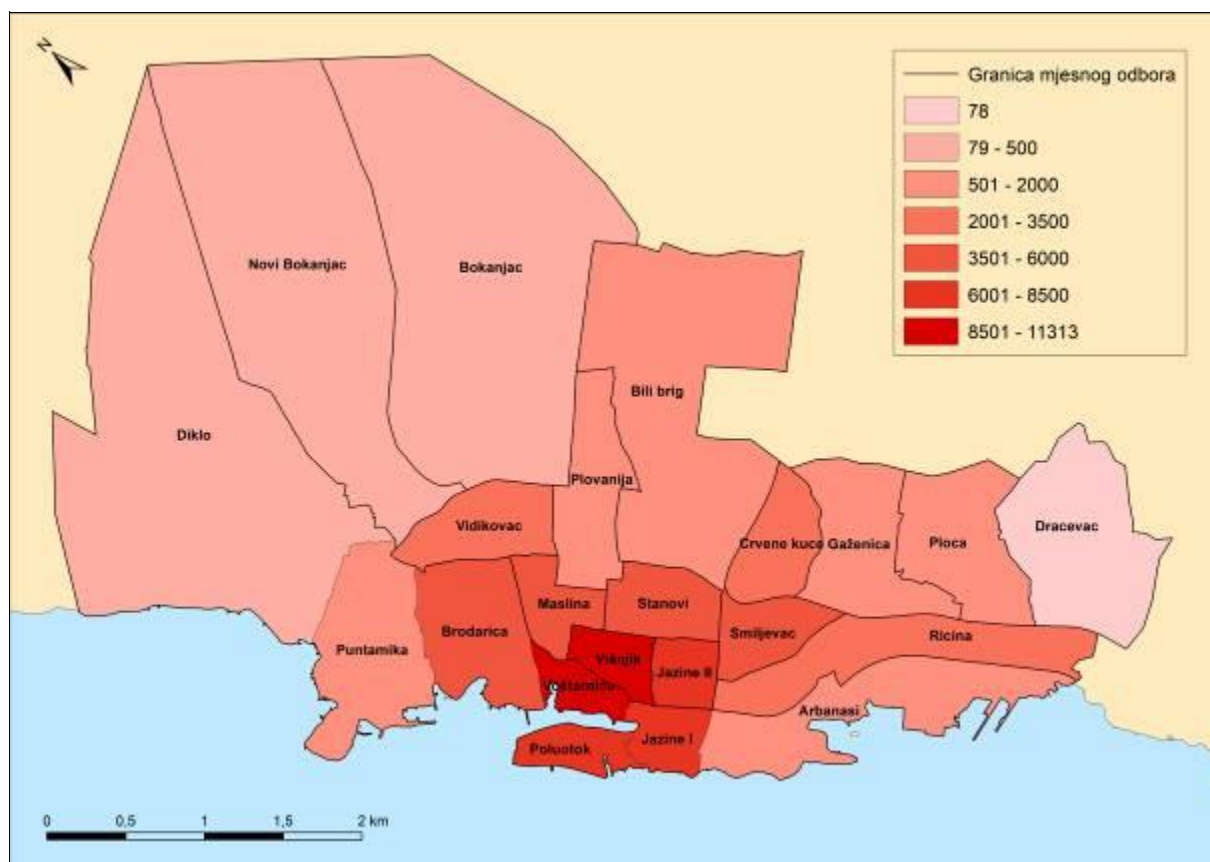 N
Granica mjesnog odbora
78
79 - 500
501 - 2000
2001 - 3500
3501 - 6000
6001 - 8500
8501 - 11313
Novi Bokanjac
Bokanjac
Bili brig
Diklo
Plovanija
Vidikovac
Crvene kuce
Gaženica
Ploca
Dracevac
Maslina
Stanovi
Brodarica
Smiljevac
Ricina
Puntamika
Višnjik
Jazine II
Voštarnica
Arbanasi
Jazine I
Poluotok
0 0,5 1 1,5 2 km